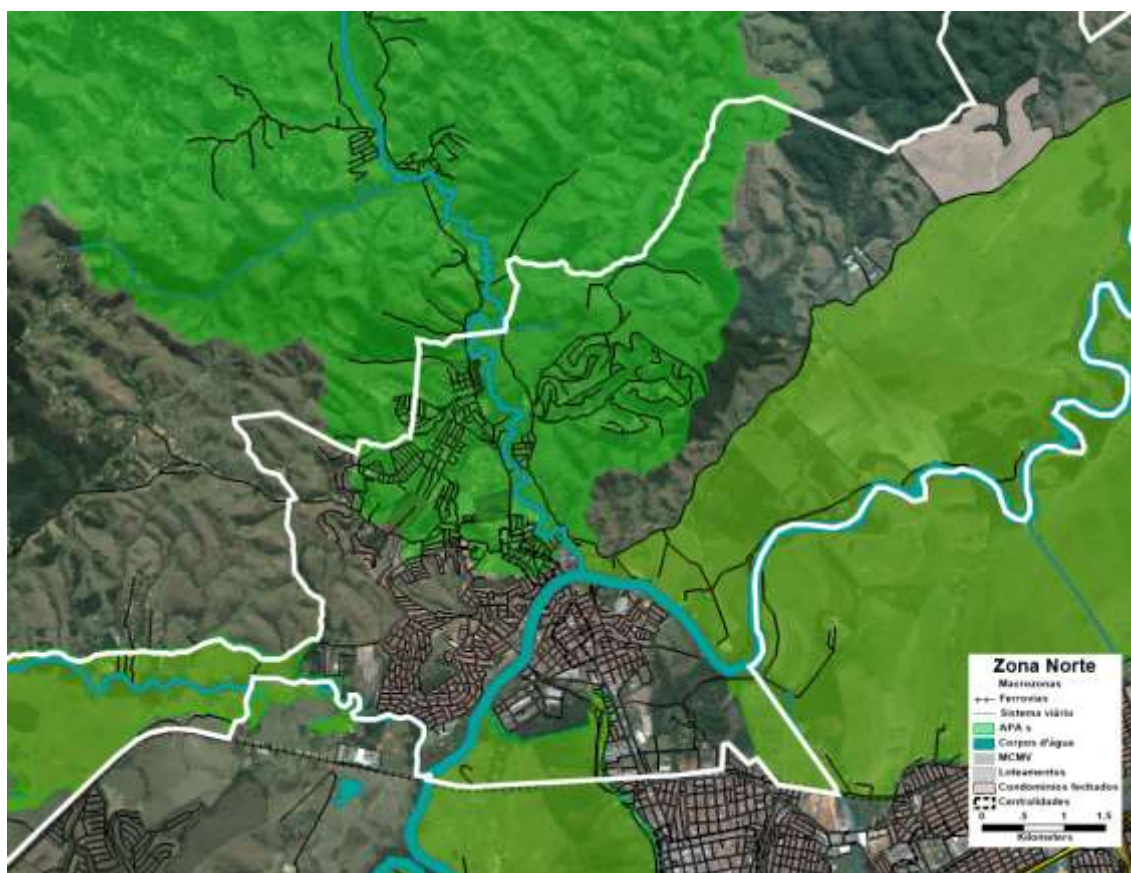 Zona Norte
Macrozonas
Ferrovias
Sistema viário
APA s
Corpos d'água
MCMV
Loteamentos
Condomínios fechados
Centralidades
0 .5 1 1.5
Kilometers